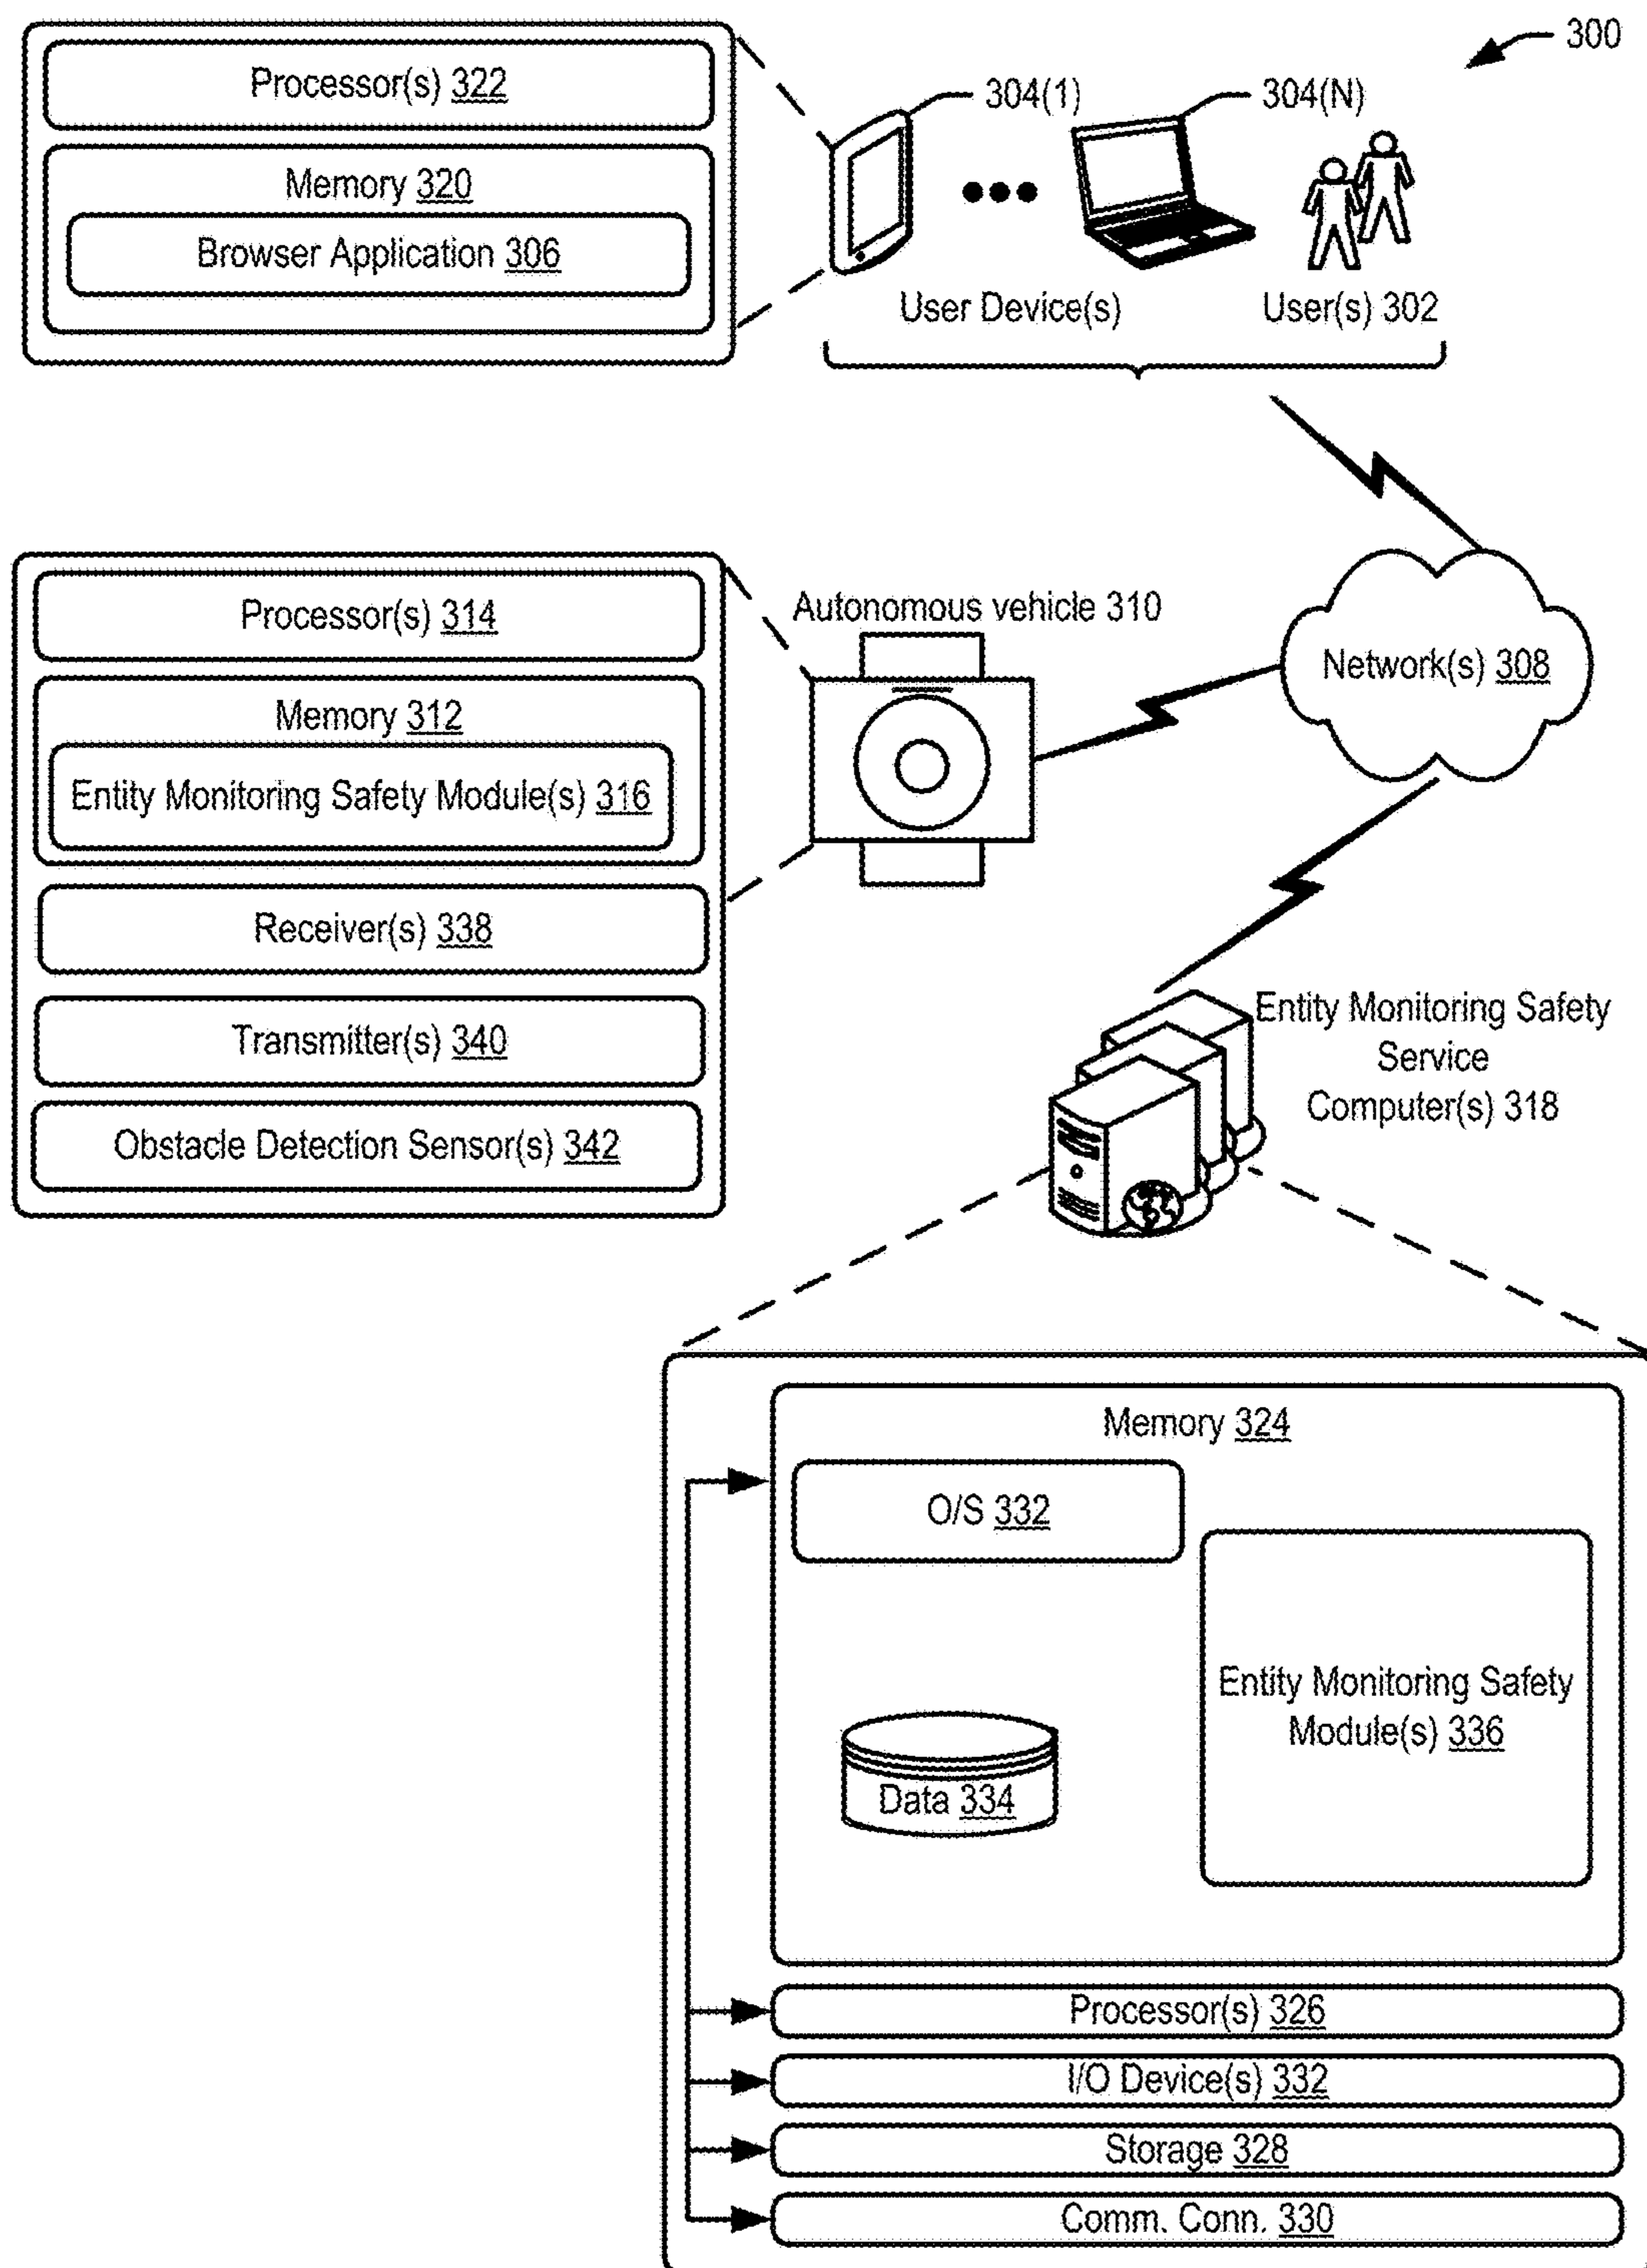 300
Processor(s) 322
Memory 320
Browser Application 306
304(1)
304(N)
User Device(s)
User(s) 302
Processor(s) 314
Memory 312
Entity Monitoring Safety Module(s) 316
Receiver(s) 338
Transmitter(s) 340
Obstacle Detection Sensor(s) 342
Autonomous vehicle 310
Network(s) 308
Entity Monitoring Safety
Service
Computer(s) 318
Memory 324
O/S 332
Entity Monitoring Safety
Module(s) 336
Data 334
Processor(s) 326
I/O Device(s) 332
Storage 328
Comm. Conn. 330